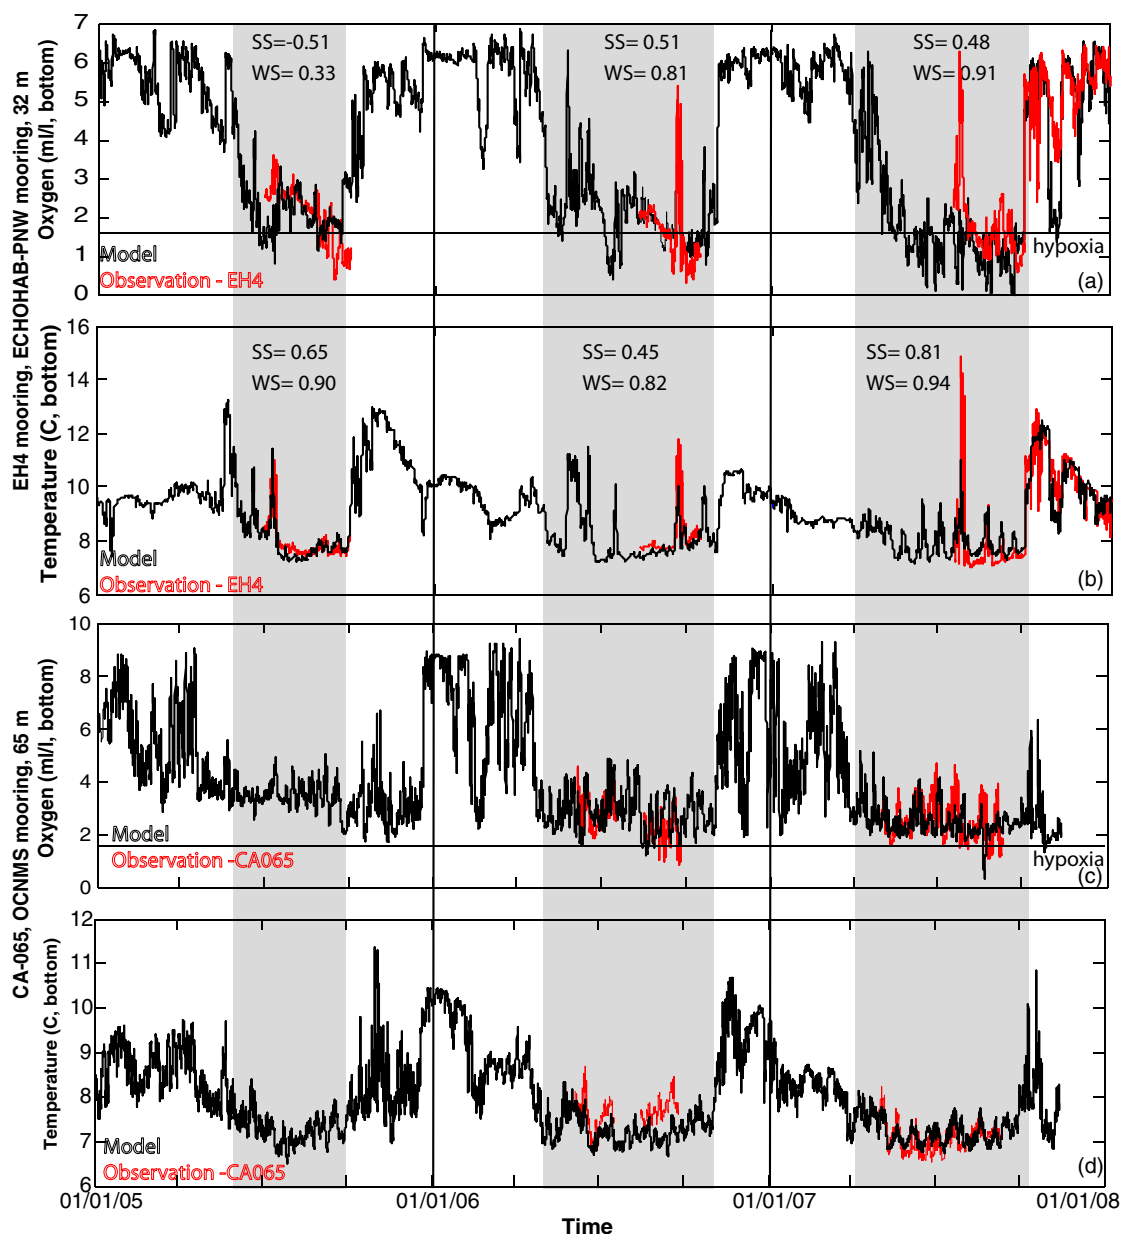 EH4 mooring, ECHOHAB-PNW mooring, 32 m
Oxygen (ml/l, bottom)
7
6
5
4
3
2
1
0
SS=-0.51
WS= 0.33
SS= 0.51
WS= 0.81
SS= 0.48
WS= 0.91
hypoxia
Model
Observation - EH4
(a)
Temperature (C, bottom)
16
14
12
10
8
6
SS= 0.65
WS= 0.90
SS= 0.45
WS= 0.82
SS= 0.81
WS= 0.94
Model
Observation - EH4
(b)
CA-065, OCNMS mooring, 65 m
Oxygen (ml/l, bottom)
10
8
6
4
2
0
Model
Observation -CA065
hypoxia
(c)
Temperature (C, bottom)
12
11
10
9
8
7
6
Model
Observation -CA065
(d)
01/01/05
01/01/06
01/01/07
01/01/08
Time